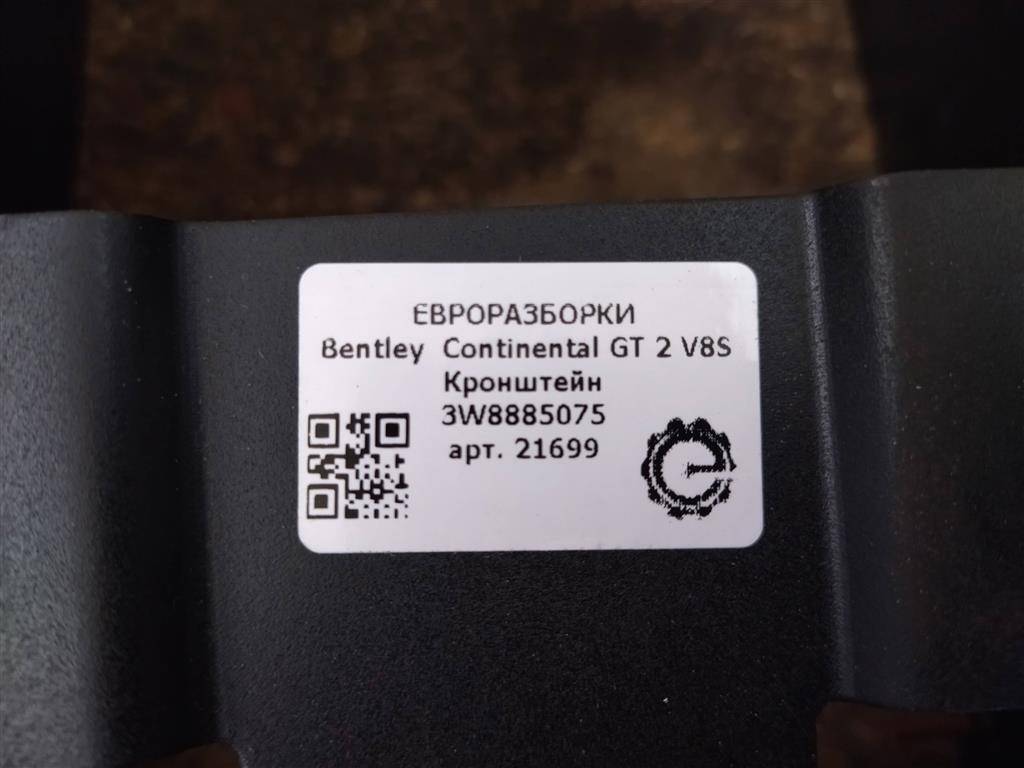 ЕВРОРАЗБОРКИ
Bentley Continental GT 2 V8S
Кронштейн
3W8885075
арт. 21699